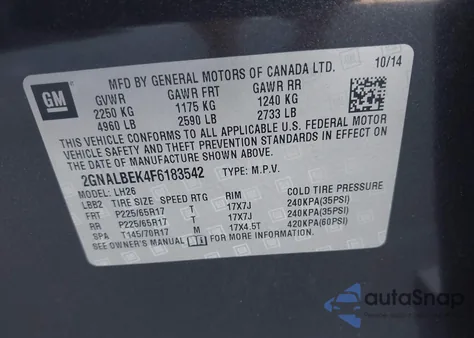 GM
MFD BY GENERAL MOTORS OF CANADA LTD. 10/14
GVWR GAWR FRT GAWR RR
2250 KG 1175 KG 1240 KG
4960 LB 2590 LB 2733 LB
THIS VEHICLE CONFORMS TO ALL APPLICABLE U.S. FEDERAL MOTOR
VEHICLE SAFETY AND THEFT PREVENTION STANDARDS IN EFFECT
ON THE DATE OF MANUFACTURE SHOWN ABOVE.
2GNALBEK4F6183542 TYPE: M.P.V.
MODEL: LH26
LBB2 TIRE SIZE SPEED RTG RIM COLD TIRE PRESSURE
FRT P225/65R17 T 17X7J 240KPA(35PSI)
RR P225/65R17 T 17X7J 240KPA(35PSI)
SPA T145/70R17 M 17X4.5T 420KPA(60PSI)
SEE OWNER'S MANUAL FOR ADDITIONAL INFORMATION.
autoSnap